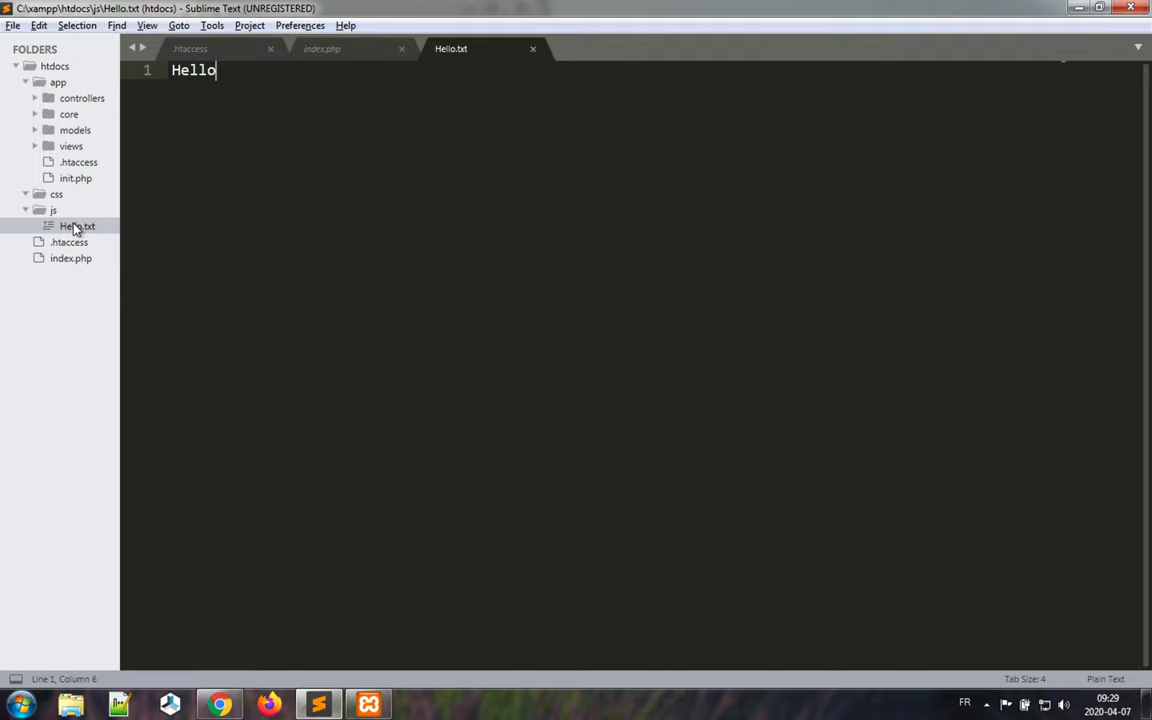 C:\xampp\htdocs\js\Hello.txt (htdocs) - Sublime Text (UNREGISTERED)
File Edit Selection Find View Goto Tools Project Preferences Help
FOLDERS
.htaccess index.php Hello.txt
1 Hello
htdocs
app
controllers
core
models
views
.htaccess
init.php
css
js
Hello.txt
.htaccess
index.php
Line 1, Column 6 Tab Size: 4 Plain Text
FR 09:29
2020-04-07